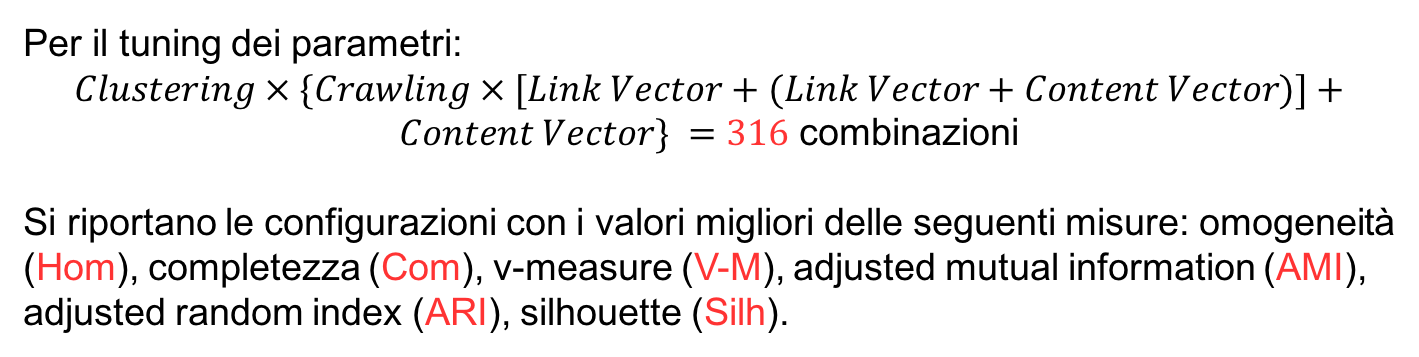 Per il tuning dei parametri:
Clustering × {Crawling × [Link Vector + (Link Vector + Content Vector)] +
Content Vector} = 316 combinazioni
Si riportano le configurazioni con i valori migliori delle seguenti misure: omogeneità
(Hom), completezza (Com), v-measure (V-M), adjusted mutual information (AMI),
adjusted random index (ARI), silhouette (Silh).